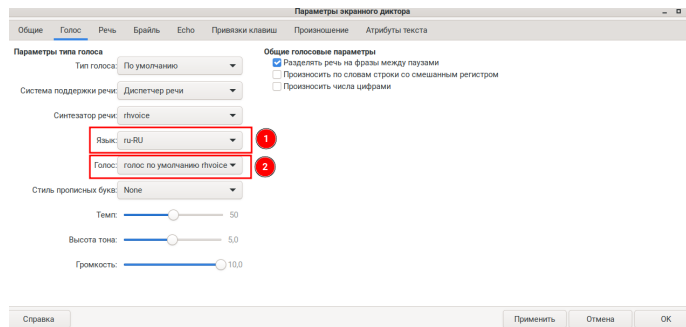 Параметры экранного диктора
Общие Голос Речь Брайль Echo Привязки клавиш Произношение Атрибуты текста
Параметры типа голоса
Тип голоса: По умолчанию
Система поддержки речи: Диспетчер речи
Синтезатор речи: rhvoice
Язык: ru-RU 1
Голос: голос по умолчанию rhvoice 2
Стиль прописных букв: None
Темп: 50
Высота тона: 5,0
Громкость: 10,0
Общие голосовые параметры
Разделять речь на фразы между паузами
Произносить по словам строки со смешанным регистром
Произносить числа цифрами
Справка Применить Отмена OK